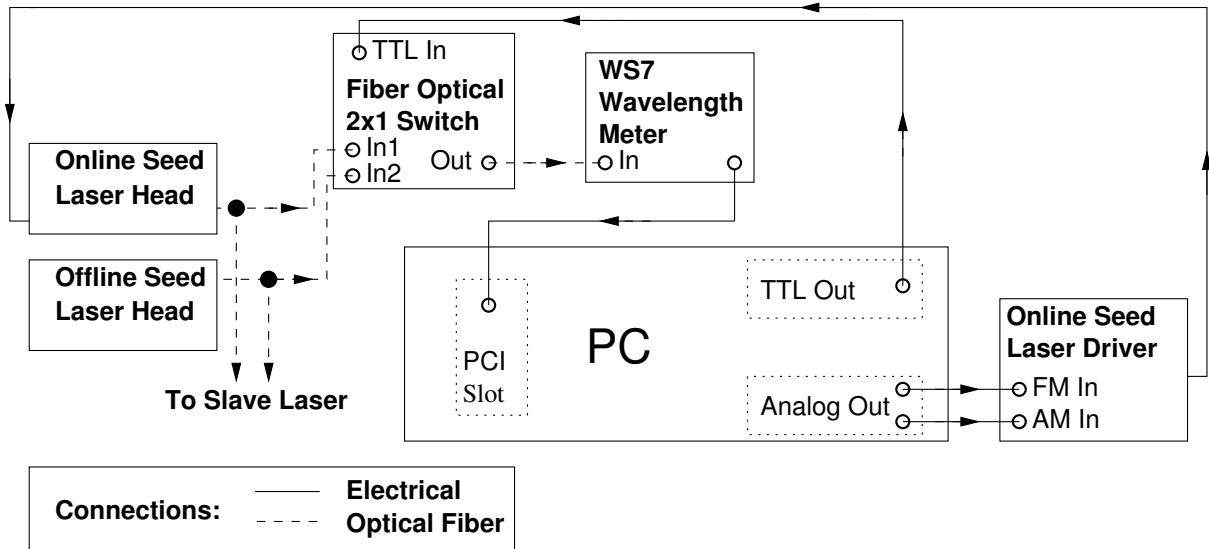 TTL In
Fiber Optical
2x1 Switch
In1
In2
Out
WS7
Wavelength
Meter
In
Online Seed
Laser Head
Offline Seed
Laser Head
To Slave Laser
PCI
Slot
PC
TTL Out
Analog Out
Online Seed
Laser Driver
FM In
AM In
Connections:
Electrical
Optical Fiber